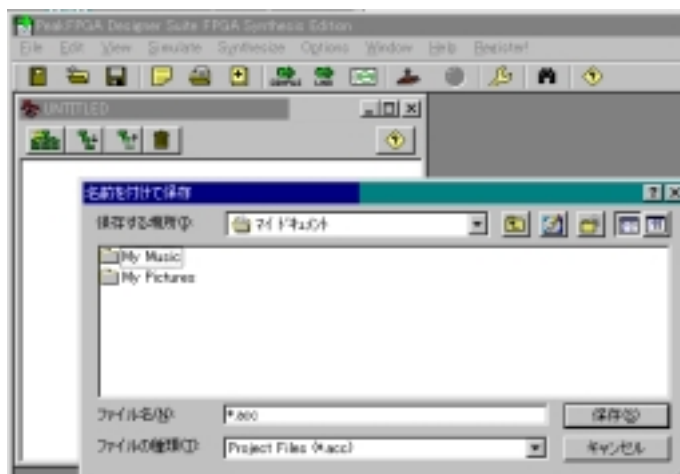 PeakFPGA Designer Suite FPGA Synthesis Edition
File Edit View Simulate Synthesize Options Window Help Register!
UNTITLED
名前を付けて保存
保存する場所(I):
マイ ドキュメント
My Music
My Pictures
ファイル名(N):
*.acc
保存(S)
ファイルの種類(T):
Project Files (*.acc)
キャンセル